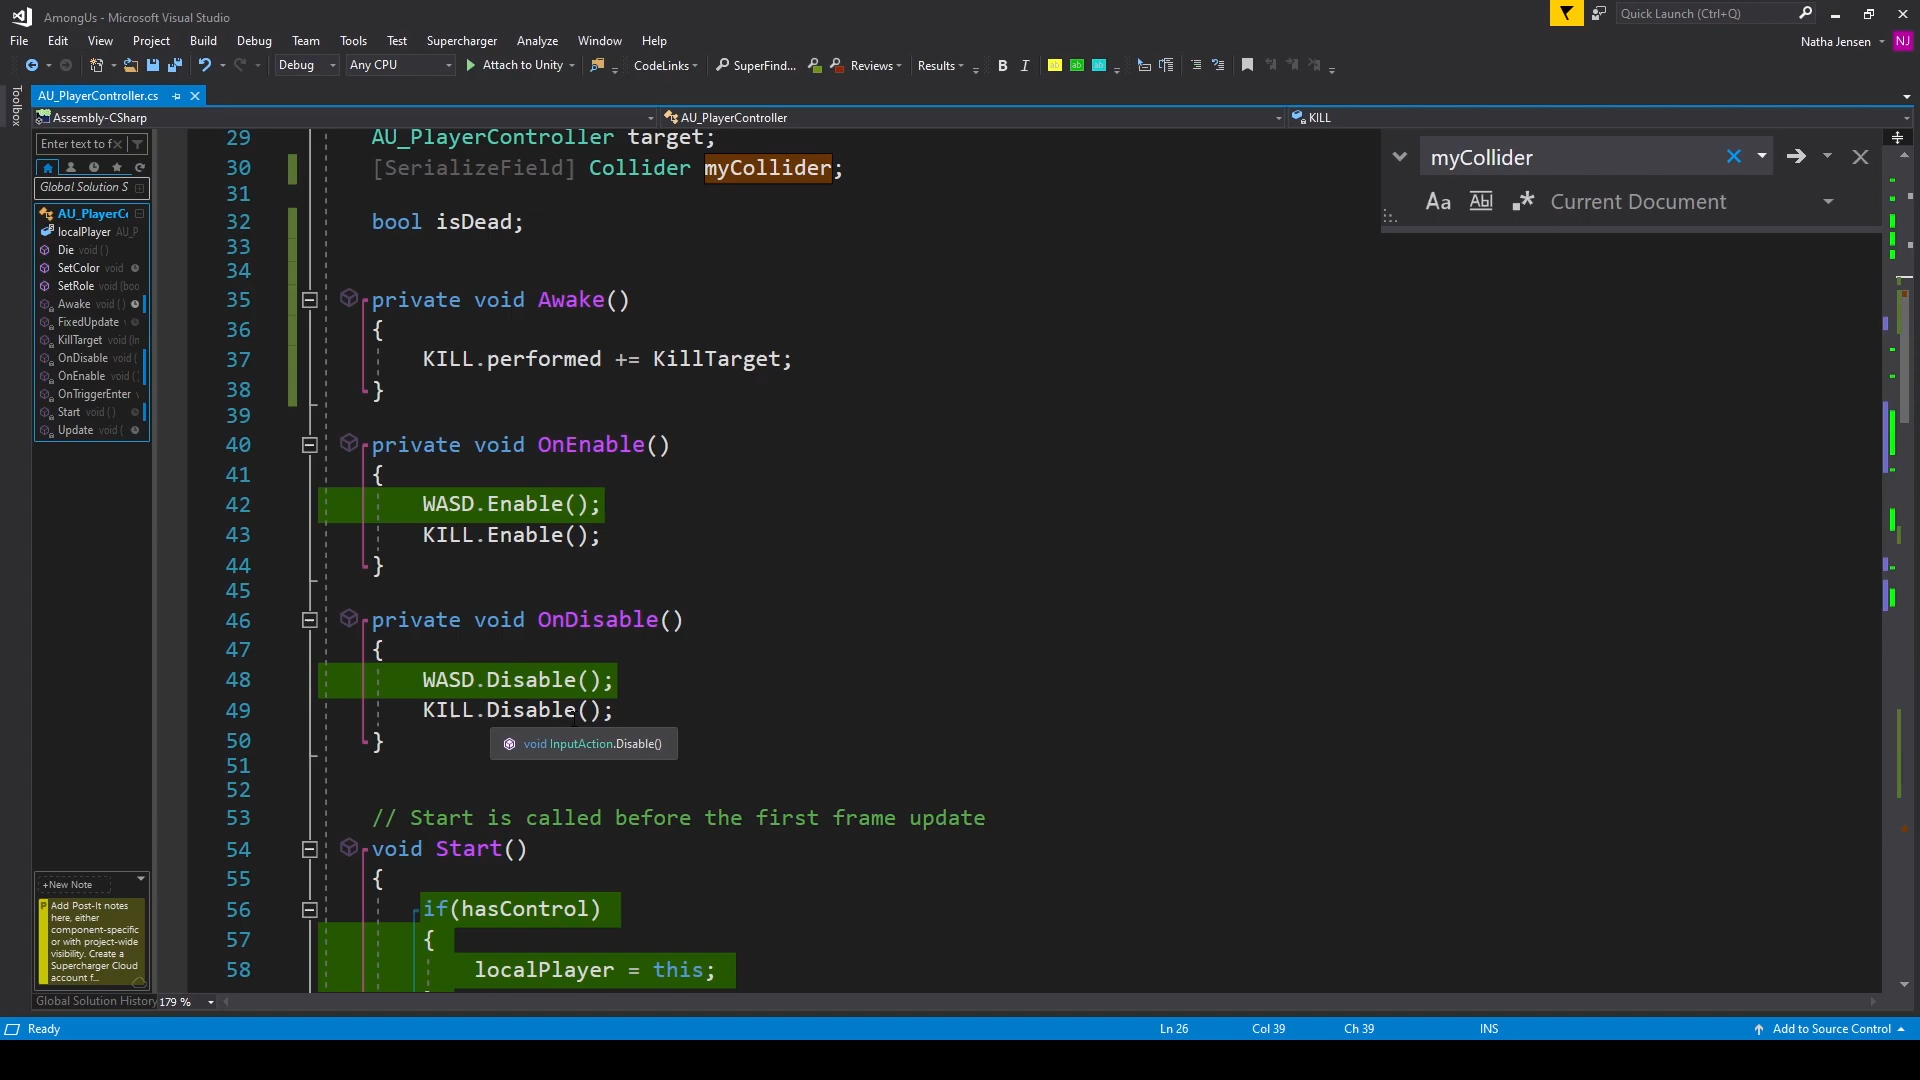 AmongUs - Microsoft Visual Studio
Quick Launch (Ctrl+Q)
File Edit View Project Build Debug Team Tools Test Supercharger Analyze Window Help
Natha Jensen NJ
Debug Any CPU Attach to Unity CodeLinks SuperFind... Reviews Results B I ab ab ab
Toolbox
AU_PlayerController.cs
Assembly-CSharp AU_PlayerController KILL
Enter text to f
Global Solution S
AU_PlayerC
localPlayer AU_P
Die void ( )
SetColor void
SetRole void (boo
Awake void ( )
FixedUpdate
KillTarget void (In
OnDisable void (
OnEnable void (
OnTriggerEnter
Start void ( )
Update void (
+New Note
Add Post-It notes
here, either
component-specific
or with project-wide
visibility. Create a
Supercharger Cloud
account f...
Global Solution History
29 AU_PlayerController target;
30 [SerializeField] Collider myCollider;
31
32 bool isDead;
33
34
35 private void Awake()
36 {
37 KILL.performed += KillTarget;
38 }
39
40 private void OnEnable()
41 {
42 WASD.Enable();
43 KILL.Enable();
44 }
45
46 private void OnDisable()
47 {
48 WASD.Disable();
49 KILL.Disable();
void InputAction.Disable()
50 }
51
52
53 // Start is called before the first frame update
54 void Start()
55 {
56 if(hasControl)
57 {
58 localPlayer = this;
myCollider
Aa Abl .* Current Document
179 %
Ready Ln 26 Col 39 Ch 39 INS Add to Source Control